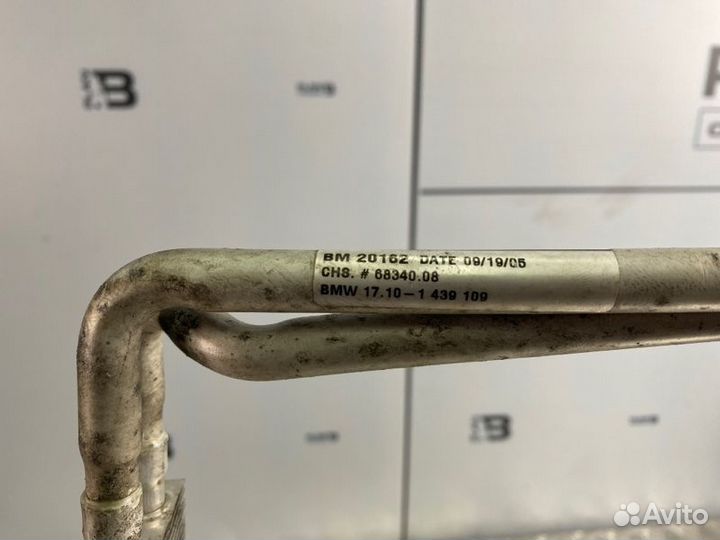 BM 20162 DATE 09/19/05
CHS. # 68340.08
BMW 17.10-1 439 109
Avito